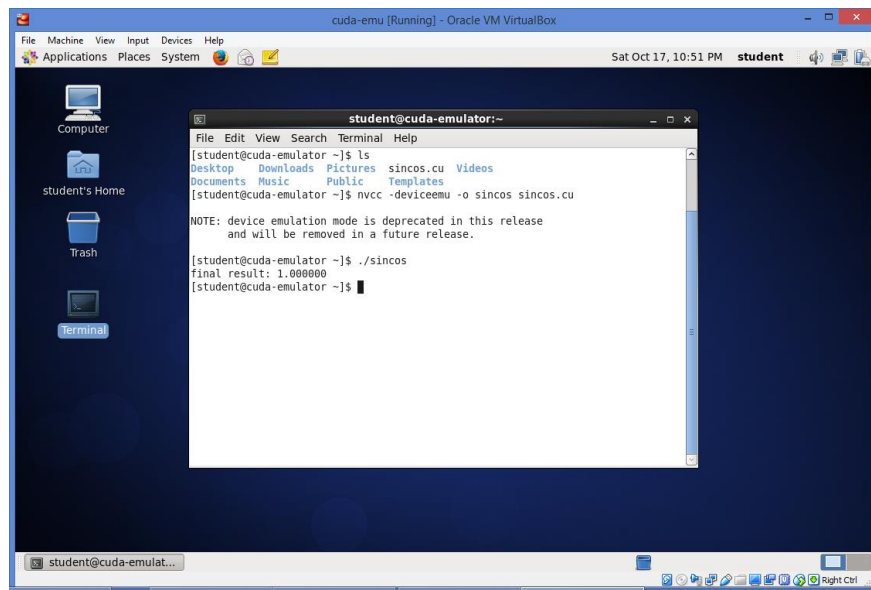 cuda-emu [Running] - Oracle VM VirtualBox
File Machine View Input Devices Help
Applications Places System Sat Oct 17, 10:51 PM student
Computer
student's Home
Trash
Terminal
student@cuda-emulator:~
File Edit View Search Terminal Help
[student@cuda-emulator ~]$ ls
Desktop Downloads Pictures sincos.cu Videos
Documents Music Public Templates
[student@cuda-emulator ~]$ nvcc -deviceemu -o sincos sincos.cu
NOTE: device emulation mode is deprecated in this release
and will be removed in a future release.
[student@cuda-emulator ~]$ ./sincos
final result: 1.000000
[student@cuda-emulator ~]$
student@cuda-emulat...
Right Ctrl